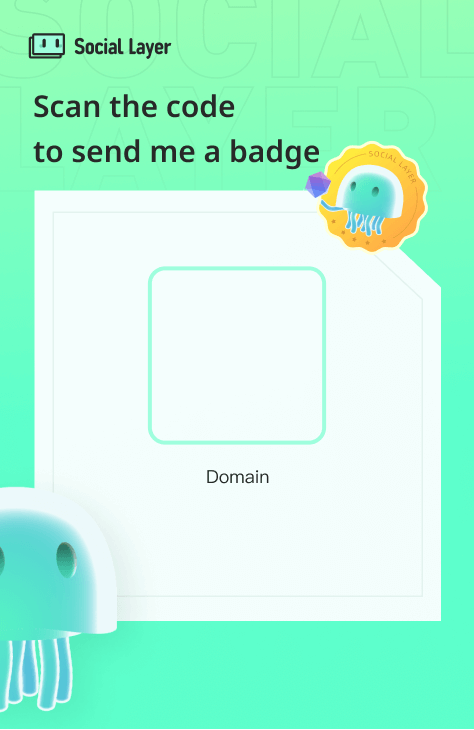 SOCIAL
LAYER
Social Layer
Scan the code
to send me a badge
SOCIAL LAYER
Domain